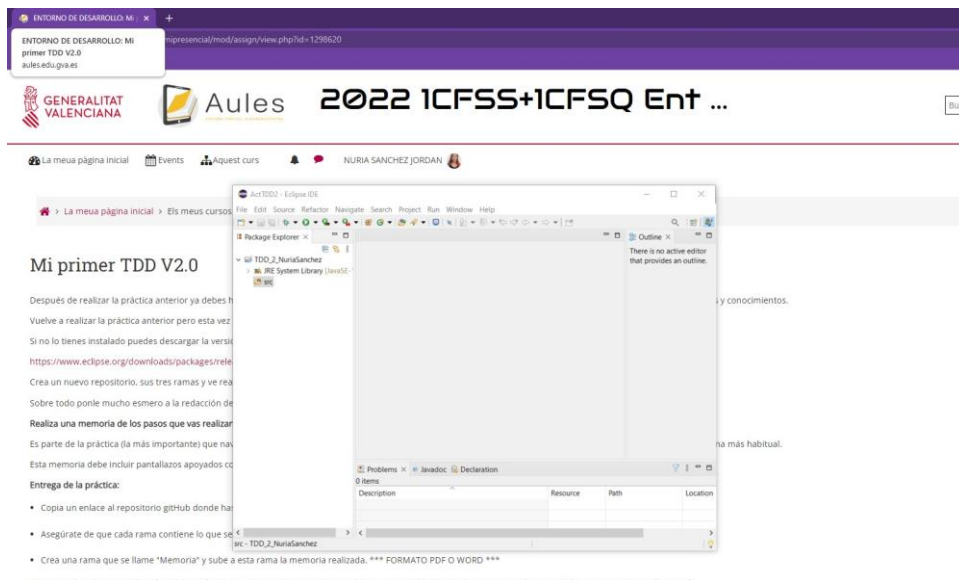 ENTORNO DE DESARROLLO: Mi
ENTORNO DE DESARROLLO: Mi
primer TDD V2.0
aules.edu.gva.es
mipresencial/mod/assign/view.php?id=1298620
GENERALITAT
VALENCIANA
Aules
2022 1CFSS+1CFSQ Ent ...
Bu
La meua pàgina inicial
Events
Aquest curs
NURIA SANCHEZ JORDAN
La meua pàgina inicial > Els meus cursos
ActTDD2 - Eclipse IDE
File Edit Source Refactor Navigate Search Project Run Window Help
Package Explorer
TDD_2_NuriaSanchez
JRE System Library [JavaSE-
src
Outline
There is no active editor
that provides an outline.
Problems
Javadoc
Declaration
0 items
Description
Resource
Path
Location
src - TDD_2_NuriaSanchez
Mi primer TDD V2.0
Después de realizar la práctica anterior ya debes h
y conocimientos.
Vuelve a realizar la práctica anterior pero esta vez
Si no lo tienes instalado puedes descargar la versi
https://www.eclipse.org/downloads/packages/rele
Crea un nuevo repositorio, sus tres ramas y ve rea
Sobre todo ponle mucho esmero a la redacción de
Realiza una memoria de los pasos que vas realizar
Es parte de la práctica (la más importante) que nav
na más habitual.
Esta memoria debe incluir pantallazos apoyados co
Entrega de la práctica:
• Copia un enlace al repositorio gitHub donde ha
• Asegúrate de que cada rama contiene lo que se
• Crea una rama que se llame "Memoria" y sube a esta rama la memoria realizada. *** FORMATO PDF O WORD ***